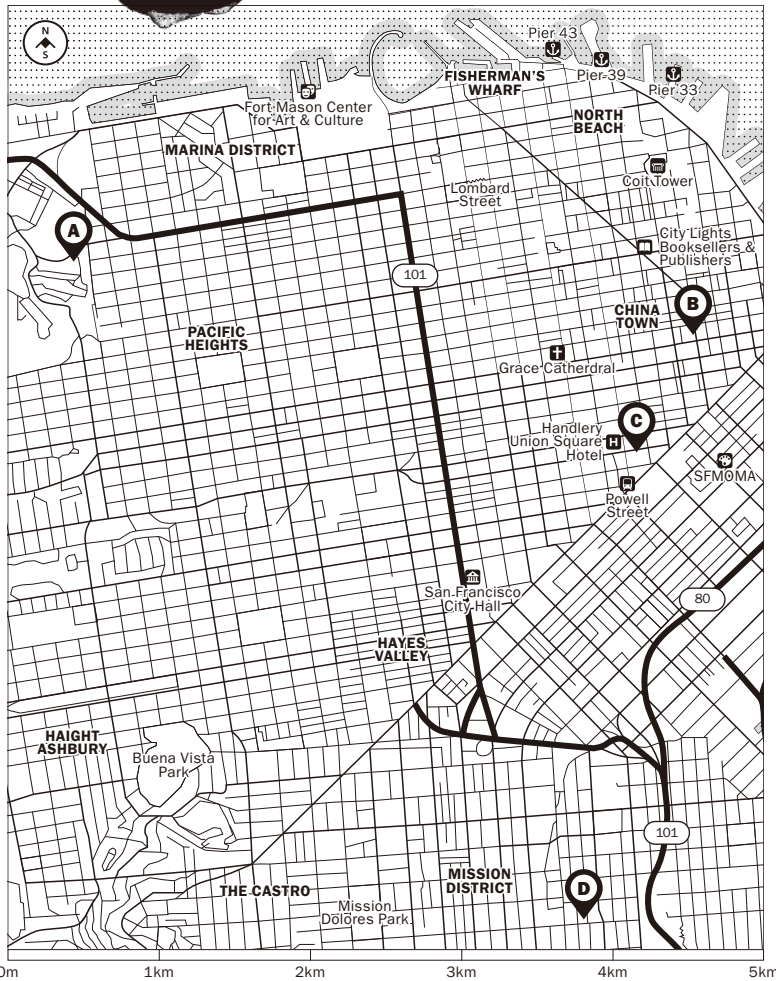 N
S
Pier 43
Pier 39
Pier 33
FISHERMAN'S
WHARF
Fort Mason Center
for Art & Culture
NORTH
BEACH
MARINA DISTRICT
Coit Tower
Lombard
Street
A
City Lights
Booksellers &
Publishers
101
B
CHINA
TOWN
PACIFIC
HEIGHTS
Grace Catherdral
C
Handlery
Union Square
Hotel
H
SFMOMA
Powell
Street
San Francisco
City Hall
80
HAYES
VALLEY
HAIGHT
ASHBURY
Buena Vista
Park
101
MISSION
DISTRICT
D
THE CASTRO
Mission
Dolores Park
0m
1km
2km
3km
4km
5km